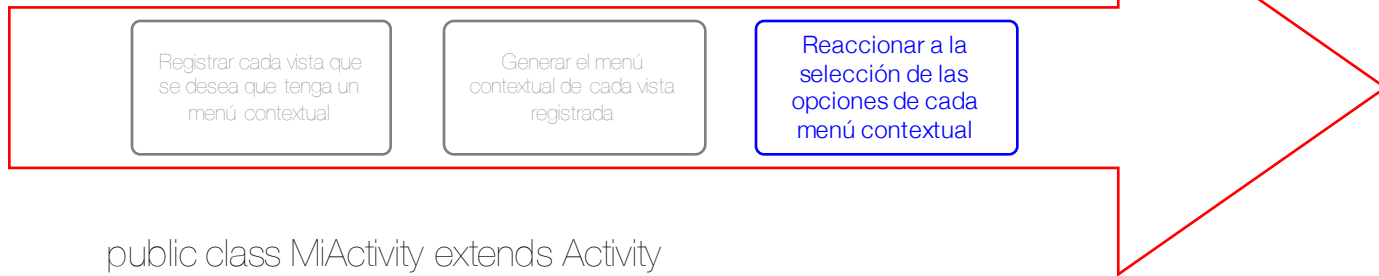 Registrar cada vista que
se desea que tenga un
menú contextual
Generar el menú
contextual de cada vista
registrada
Reaccionar a la
selección de las
opciones de cada
menú contextual
public class MiActivity extends Activity